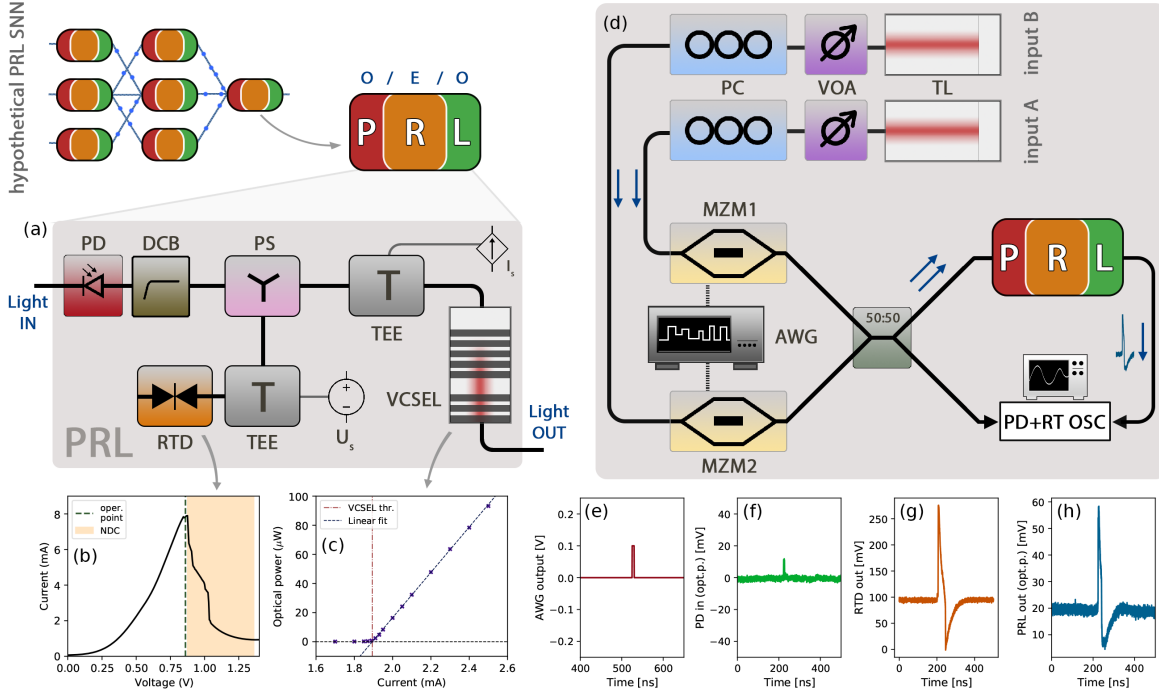 hypothetical PRL SNN
O / E / O
P R L
(a)
PD
DCB
PS
T
TEE
Iₛ
Light
IN
T
RTD
TEE
Uₛ
VCSEL
Light
OUT
PRL
(b)
oper.
point
NDC
Current (mA)
0
2
4
6
8
0.00 0.25 0.50 0.75 1.00 1.25
Voltage (V)
(c)
VCSEL thr.
Linear fit
Optical power (μW)
0
20
40
60
80
100
1.6 1.8 2.0 2.2 2.4 2.6
Current (mA)
(d)
PC
VOA
TL
input B
input A
MZM1
AWG
MZM2
50:50
P R L
PD+RT OSC
(e)
AWG output [V]
0.2
0.1
0.0
−0.1
−0.2
400 500 600
Time [ns]
(f)
PD in (opt.p.) [mV]
40
20
0
−20
−40
0 200 400
Time [ns]
(g)
RTD out [mV]
250
200
150
100
50
0
0 200 400
Time [ns]
(h)
PRL out (opt.p.) [mV]
60
50
40
30
20
10
0 250 500
Time [ns]